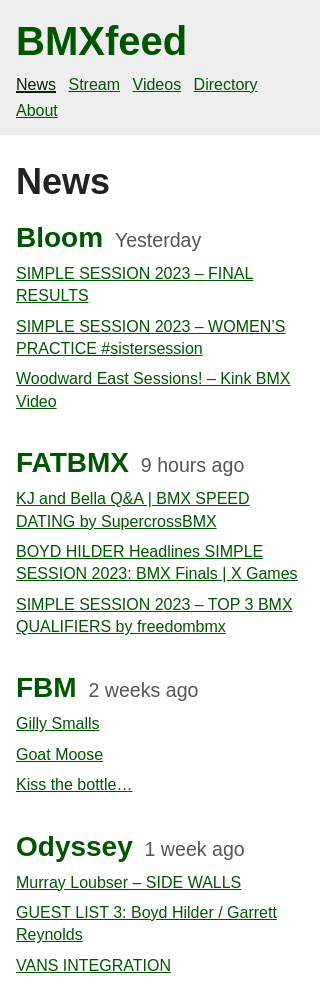 BMXfeed
News Stream Videos Directory
About
News
Bloom Yesterday
SIMPLE SESSION 2023 – FINAL
RESULTS
SIMPLE SESSION 2023 – WOMEN’S
PRACTICE #sistersession
Woodward East Sessions! – Kink BMX
Video
FATBMX 9 hours ago
KJ and Bella Q&A | BMX SPEED
DATING by SupercrossBMX
BOYD HILDER Headlines SIMPLE
SESSION 2023: BMX Finals | X Games
SIMPLE SESSION 2023 – TOP 3 BMX
QUALIFIERS by freedombmx
FBM 2 weeks ago
Gilly Smalls
Goat Moose
Kiss the bottle…
Odyssey 1 week ago
Murray Loubser – SIDE WALLS
GUEST LIST 3: Boyd Hilder / Garrett
Reynolds
VANS INTEGRATION